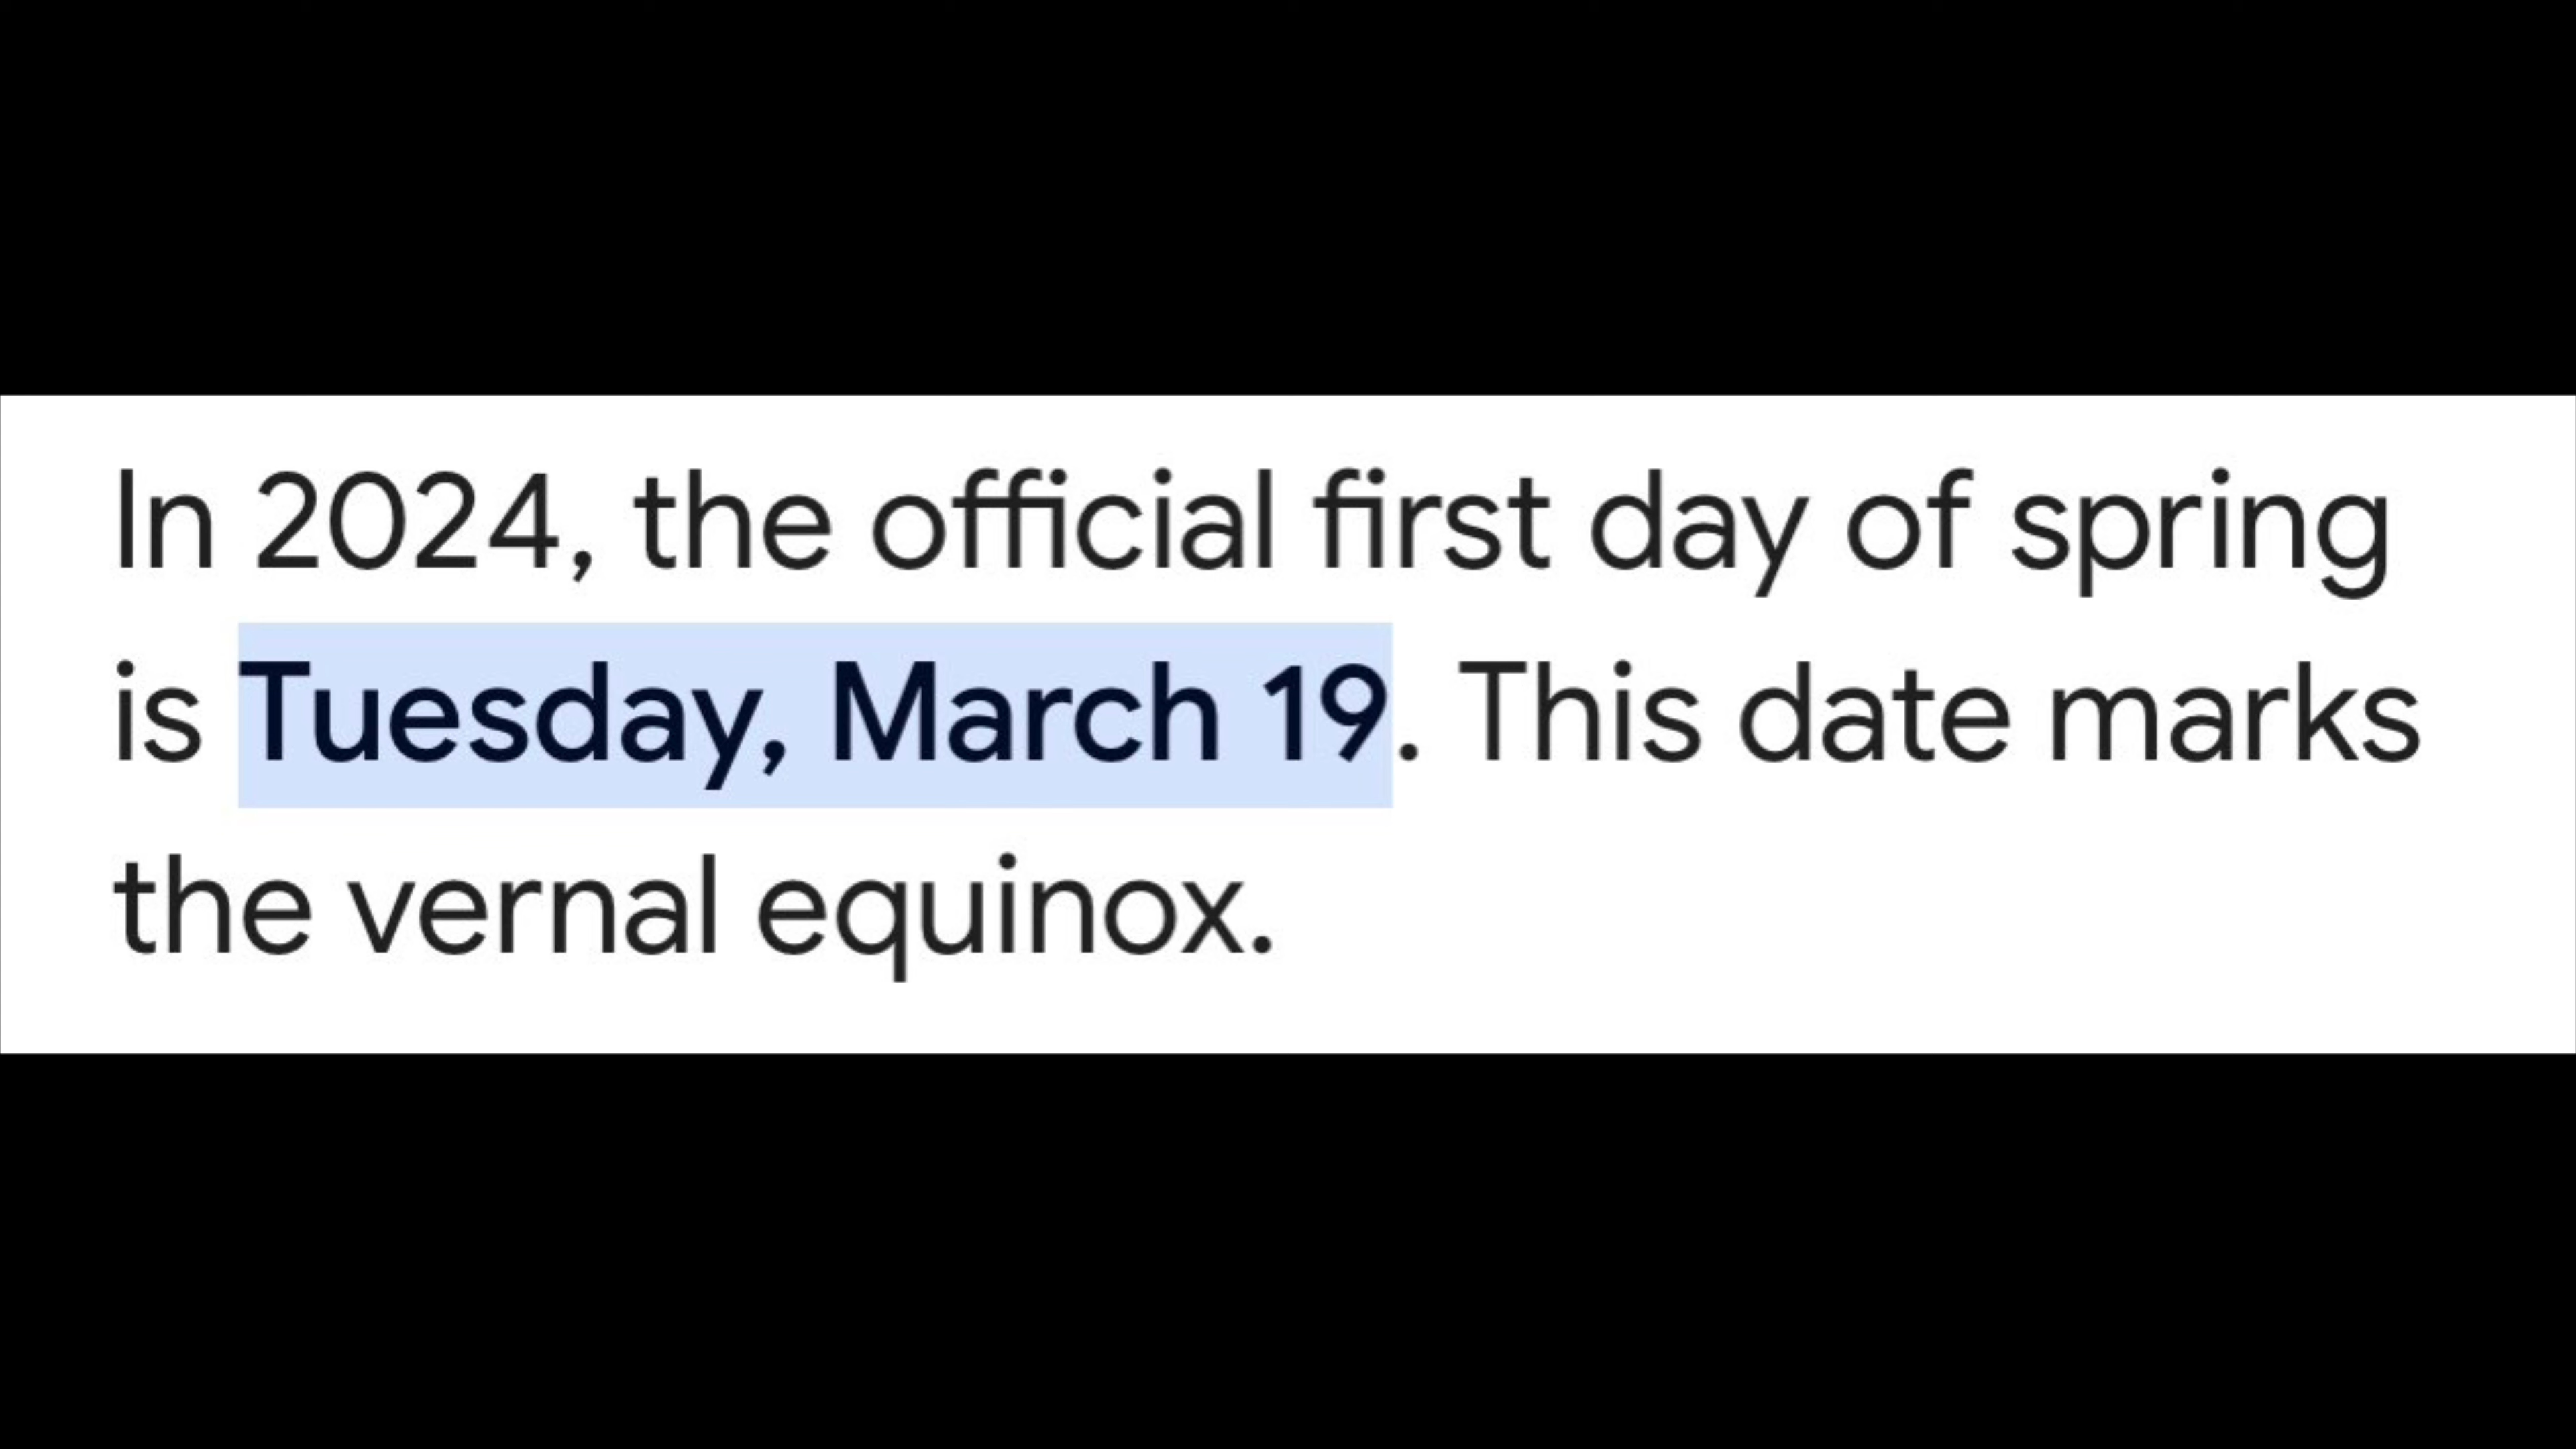 In 2024, the official first day of spring
is Tuesday, March 19. This date marks
the vernal equinox.